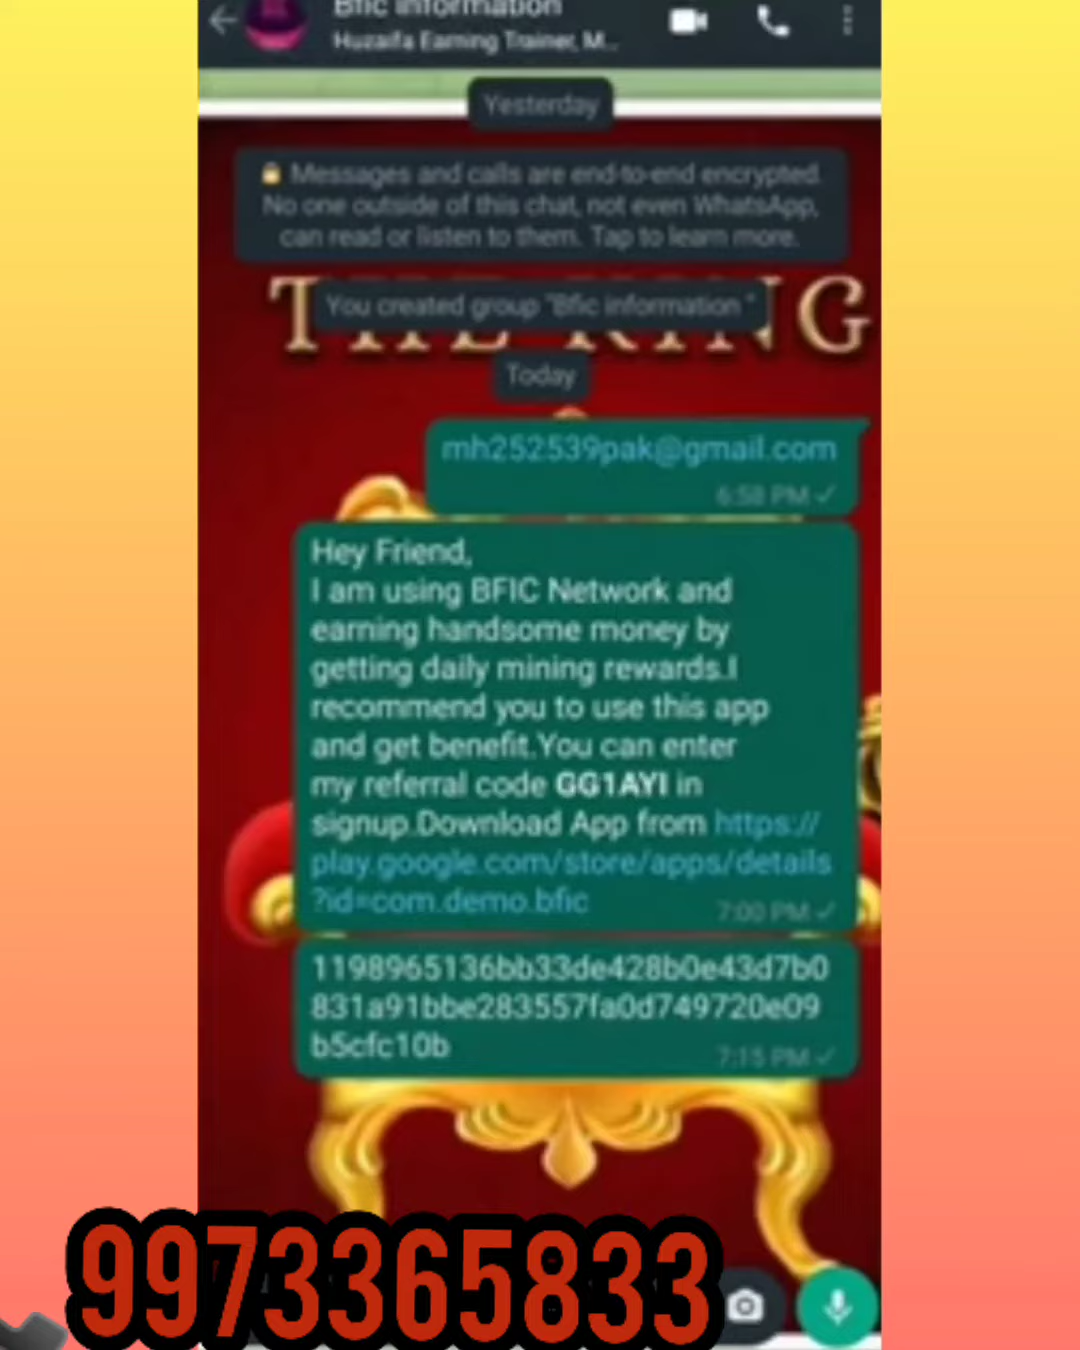 Bfic information
Huzaifa Earning Trainer, M...
Yesterday
Messages and calls are end-to-end encrypted.
No one outside of this chat, not even WhatsApp,
can read or listen to them. Tap to learn more.
THE KING
You created group "Bfic information "
Today
mh252539pak@gmail.com
6:58 PM
Hey Friend,
I am using BFIC Network and
earning handsome money by
getting daily mining rewards.I
recommend you to use this app
and get benefit.You can enter
my referral code GG1AYI in
signup.Download App from https://
play.google.com/store/apps/details
?id=com.demo.bfic
7:00 PM
1198965136bb33de428b0e43d7b0
831a91bbe283557fa0d749720e09
b5cfc10b
7:15 PM
9973365833